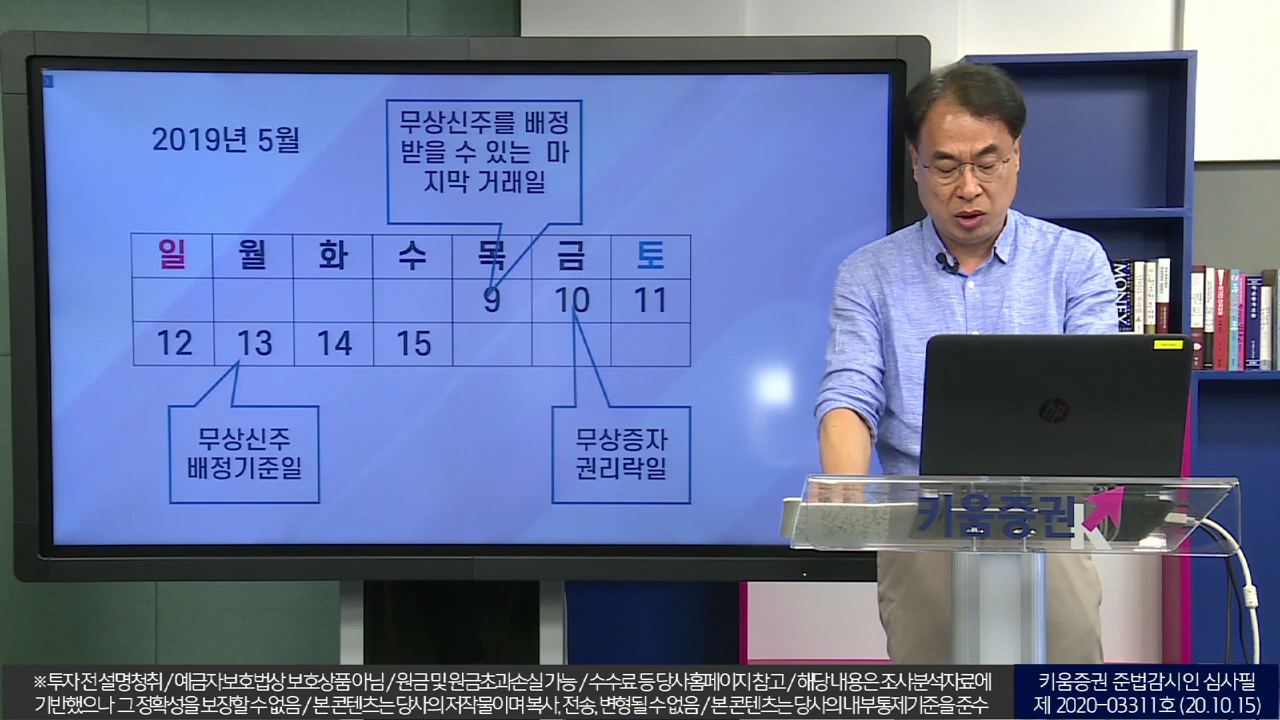 2019년 5월
무상신주를 배정
받을 수 있는 마
지막 거래일
일 월 화 수 목 금 토
9 10 11
12 13 14 15
무상신주
배정기준일
무상증자
권리락일
MONEY
hp
키움증권
K
※ 투자 전 설명청취 / 예금자보호법상 보호상품 아님 / 원금 및 원금초과손실 가능 / 수수료 등 당사홈페이지 참고 / 해당 내용은 조사분석자료에
기반했으나 그 정확성을 보장할 수 없음 / 본 콘텐츠는 당사의 저작물이며 복사, 전송, 변형될 수 없음 / 본 콘텐츠는 당사의 내부통제기준을 준수
키움증권 준법감시인 심사필
제 2020-03311호 (20.10.15)